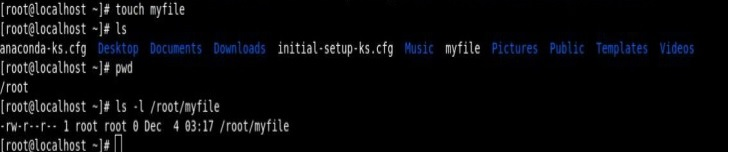 [root@localhost ~]# touch myfile
[root@localhost ~]# ls
anaconda-ks.cfg Desktop Documents Downloads initial-setup-ks.cfg Music myfile Pictures Public Templates Videos
[root@localhost ~]# pwd
/root
[root@localhost ~]# ls -l /root/myfile
-rw-r--r-- 1 root root 0 Dec  4 03:17 /root/myfile
[root@localhost ~]#